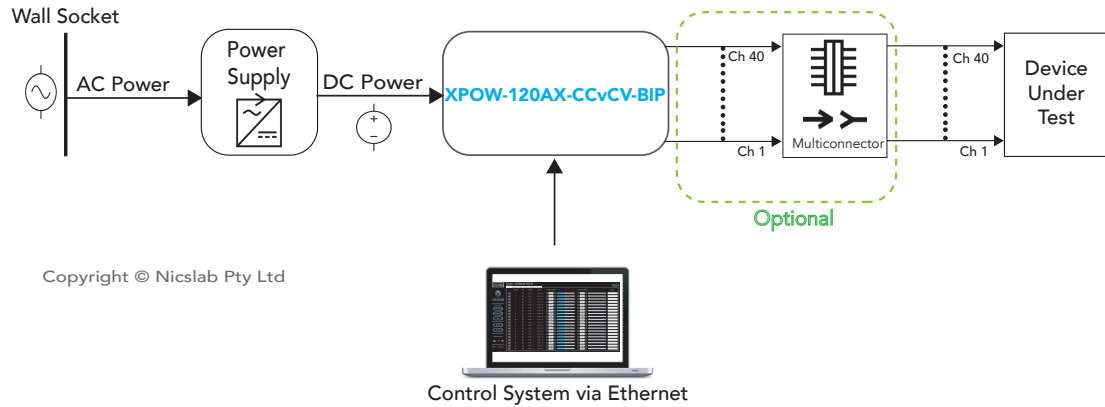 Wall Socket
AC Power
Power
Supply
DC Power
XPOW-120AX-CCvCV-BIP
Ch 40
Ch 1
Multiconnector
Ch 40
Ch 1
Device
Under
Test
Optional
Copyright © Nicslab Pty Ltd
Control System via Ethernet